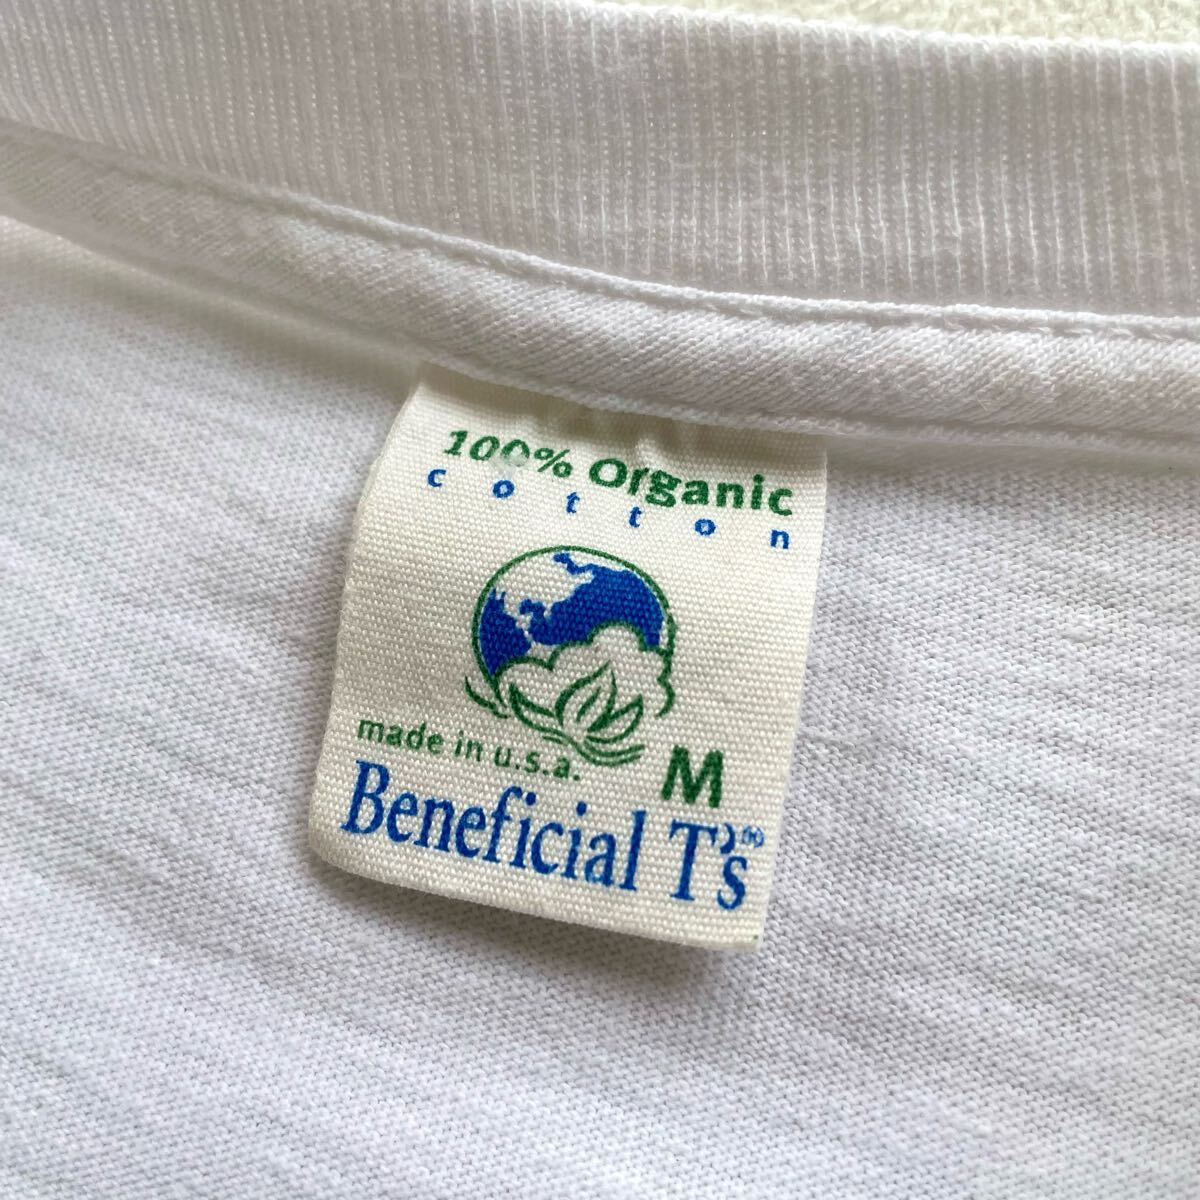 100% Organic
cotton
made in u.s.a.
M
Beneficial T's